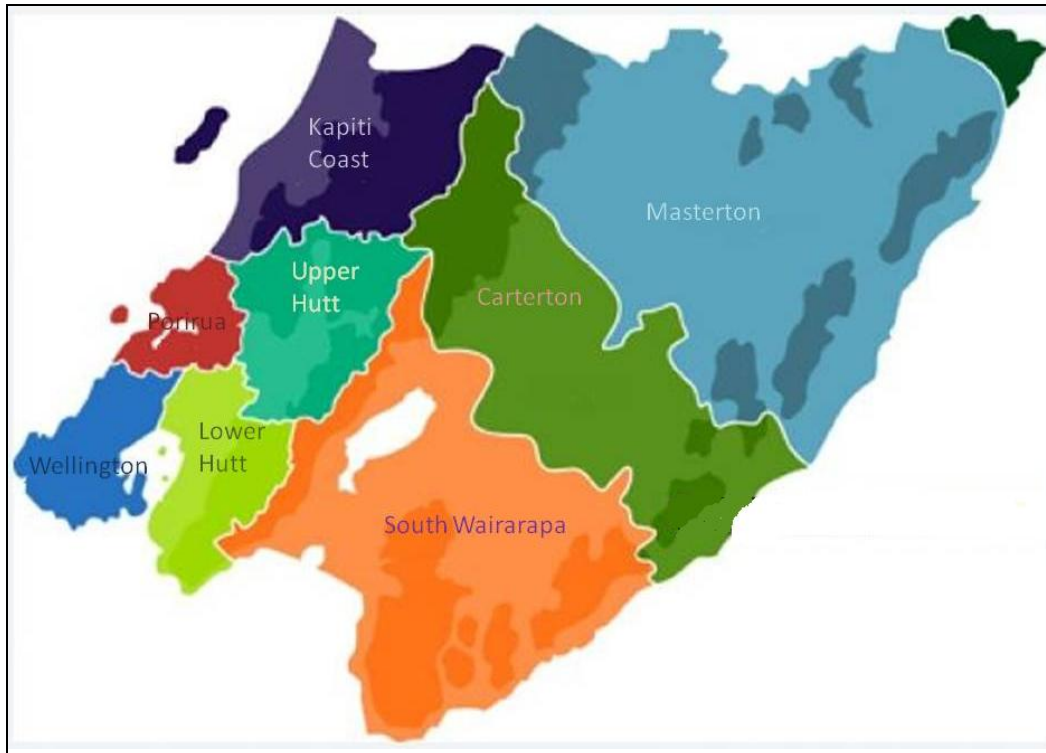 Kapiti
Coast
Masterton
Upper
Hutt
Carterton
Porirua
Lower
Hutt
Wellington
South Wairarapa